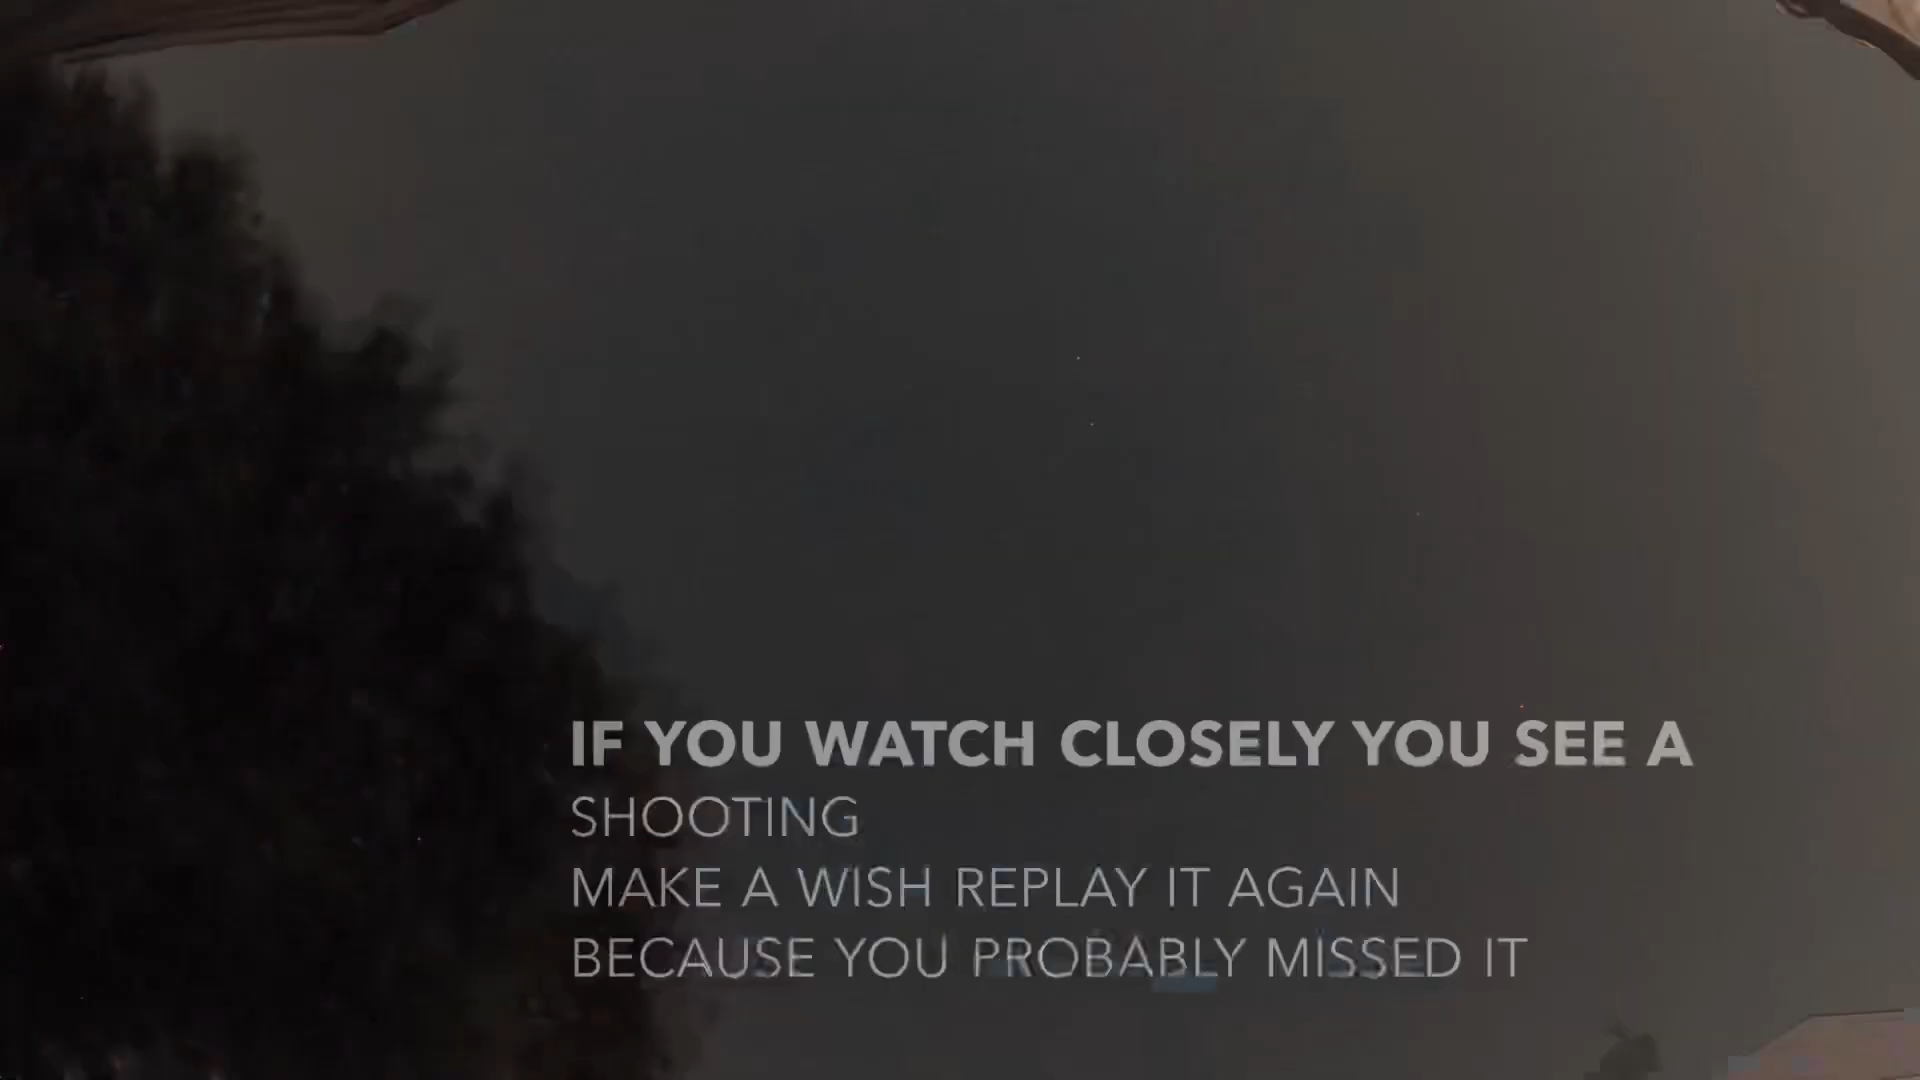 IF YOU WATCH CLOSELY YOU SEE A
SHOOTING
MAKE A WISH REPLAY IT AGAIN
BECAUSE YOU PROBABLY MISSED IT